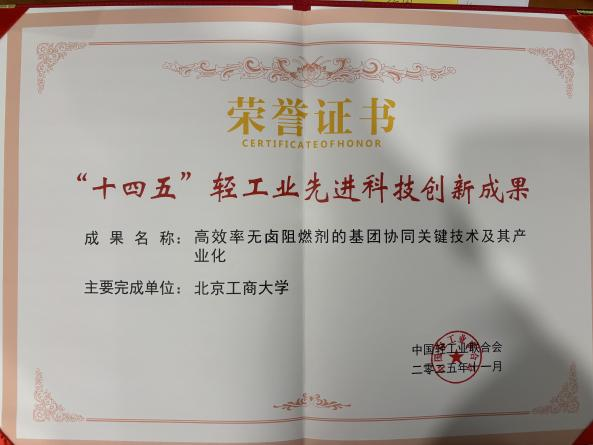 荣誉证书
CERTIFICATEOFHONOR
“十四五”轻工业先进科技创新成果
成果名称：高效率无卤阻燃剂的基团协同关键技术及其产
业化
主要完成单位：北京工商大学
中国轻工业联合会
二〇二五年十一月